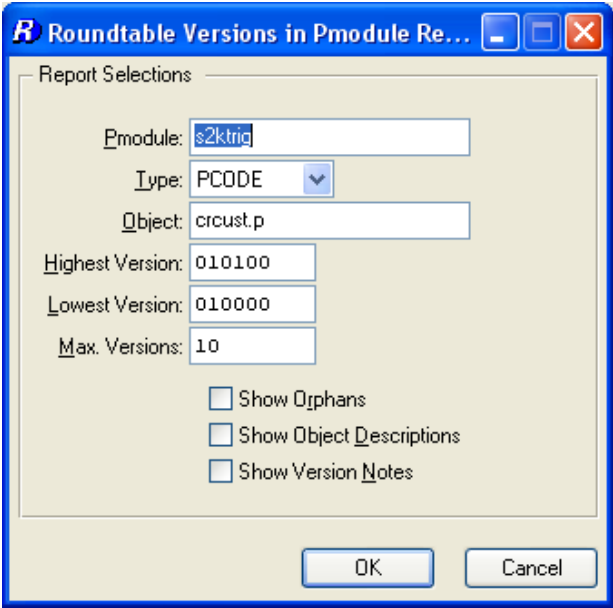 R Roundtable Versions in Pmodule Re...
Report Selections
Pmodule: s2ktrig
Type: PCODE
Object: crcust.p
Highest Version: 010100
Lowest Version: 010000
Max. Versions: 10
Show Orphans
Show Object Descriptions
Show Version Notes
OK Cancel